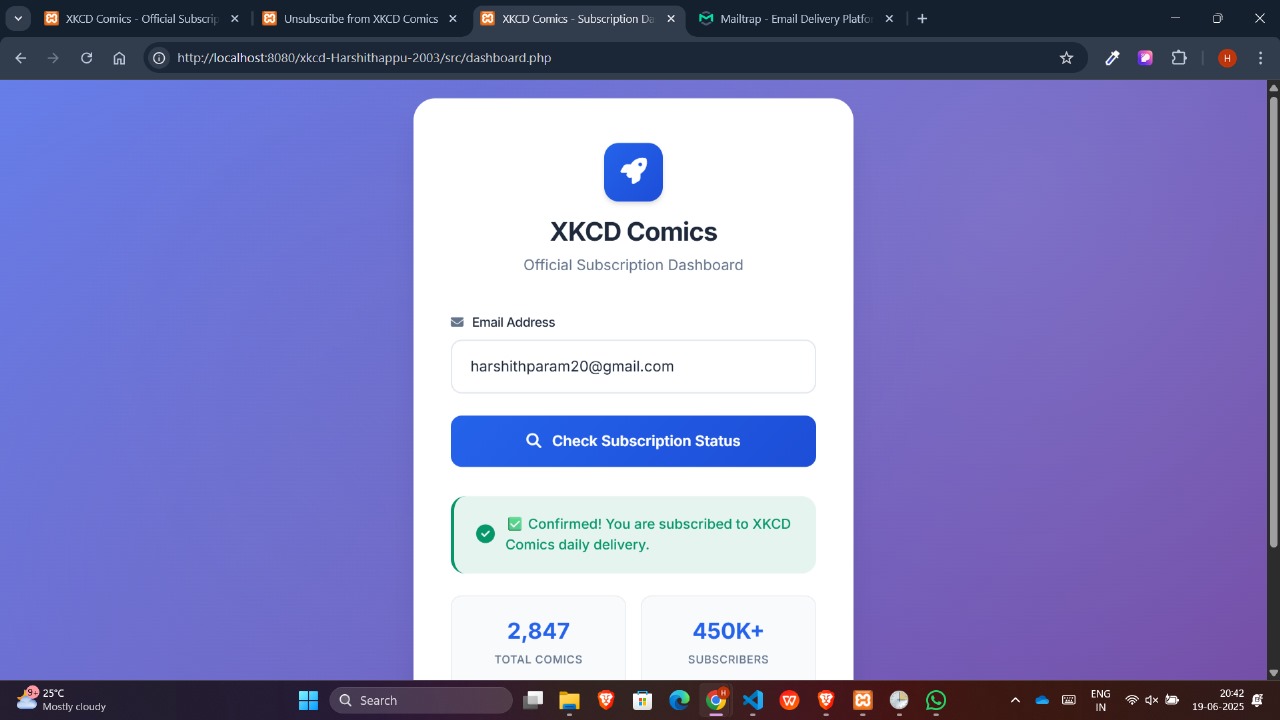 XKCD Comics - Official Subscrip
Unsubscribe from XKCD Comics
XKCD Comics - Subscription Da
Mailtrap - Email Delivery Platfo
http://localhost:8080/xkcd-Harshithappu-2003/src/dashboard.php
H
XKCD Comics
Official Subscription Dashboard
Email Address
harshithparam20@gmail.com
Check Subscription Status
✅ Confirmed! You are subscribed to XKCD
Comics daily delivery.
2,847
TOTAL COMICS
450K+
SUBSCRIBERS
9+
25°C
Mostly cloudy
Search
H
ENG
IN
20:42
19-06-2025